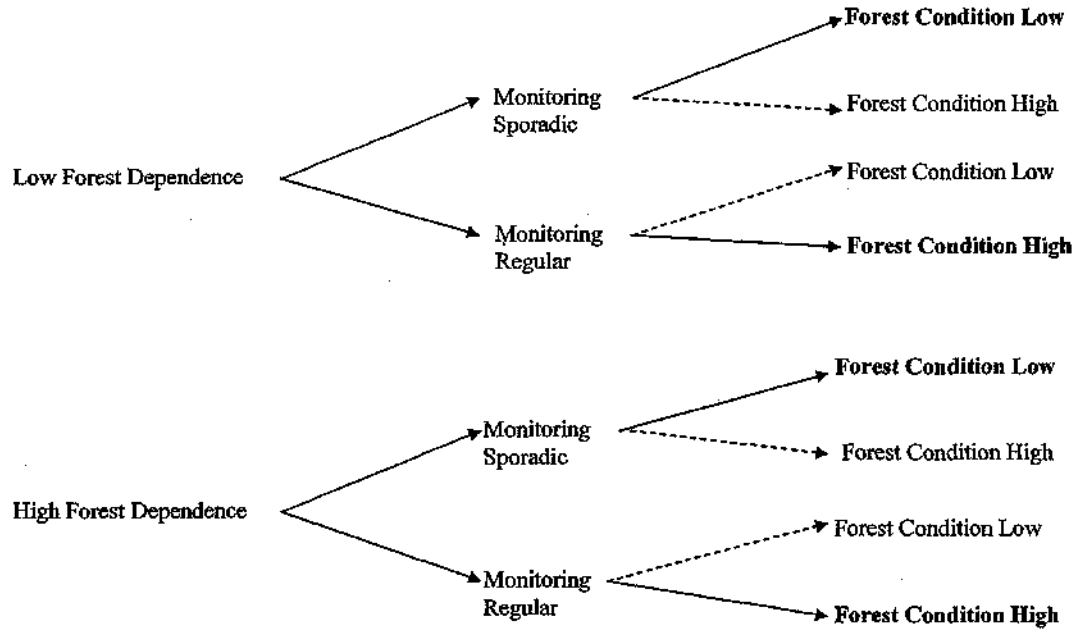 Forest Condition Low
Monitoring
Sporadic
Forest Condition High
Low Forest Dependence
Forest Condition Low
Monitoring
Regular
Forest Condition High
Forest Condition Low
Monitoring
Sporadic
Forest Condition High
High Forest Dependence
Forest Condition Low
Monitoring
Regular
Forest Condition High